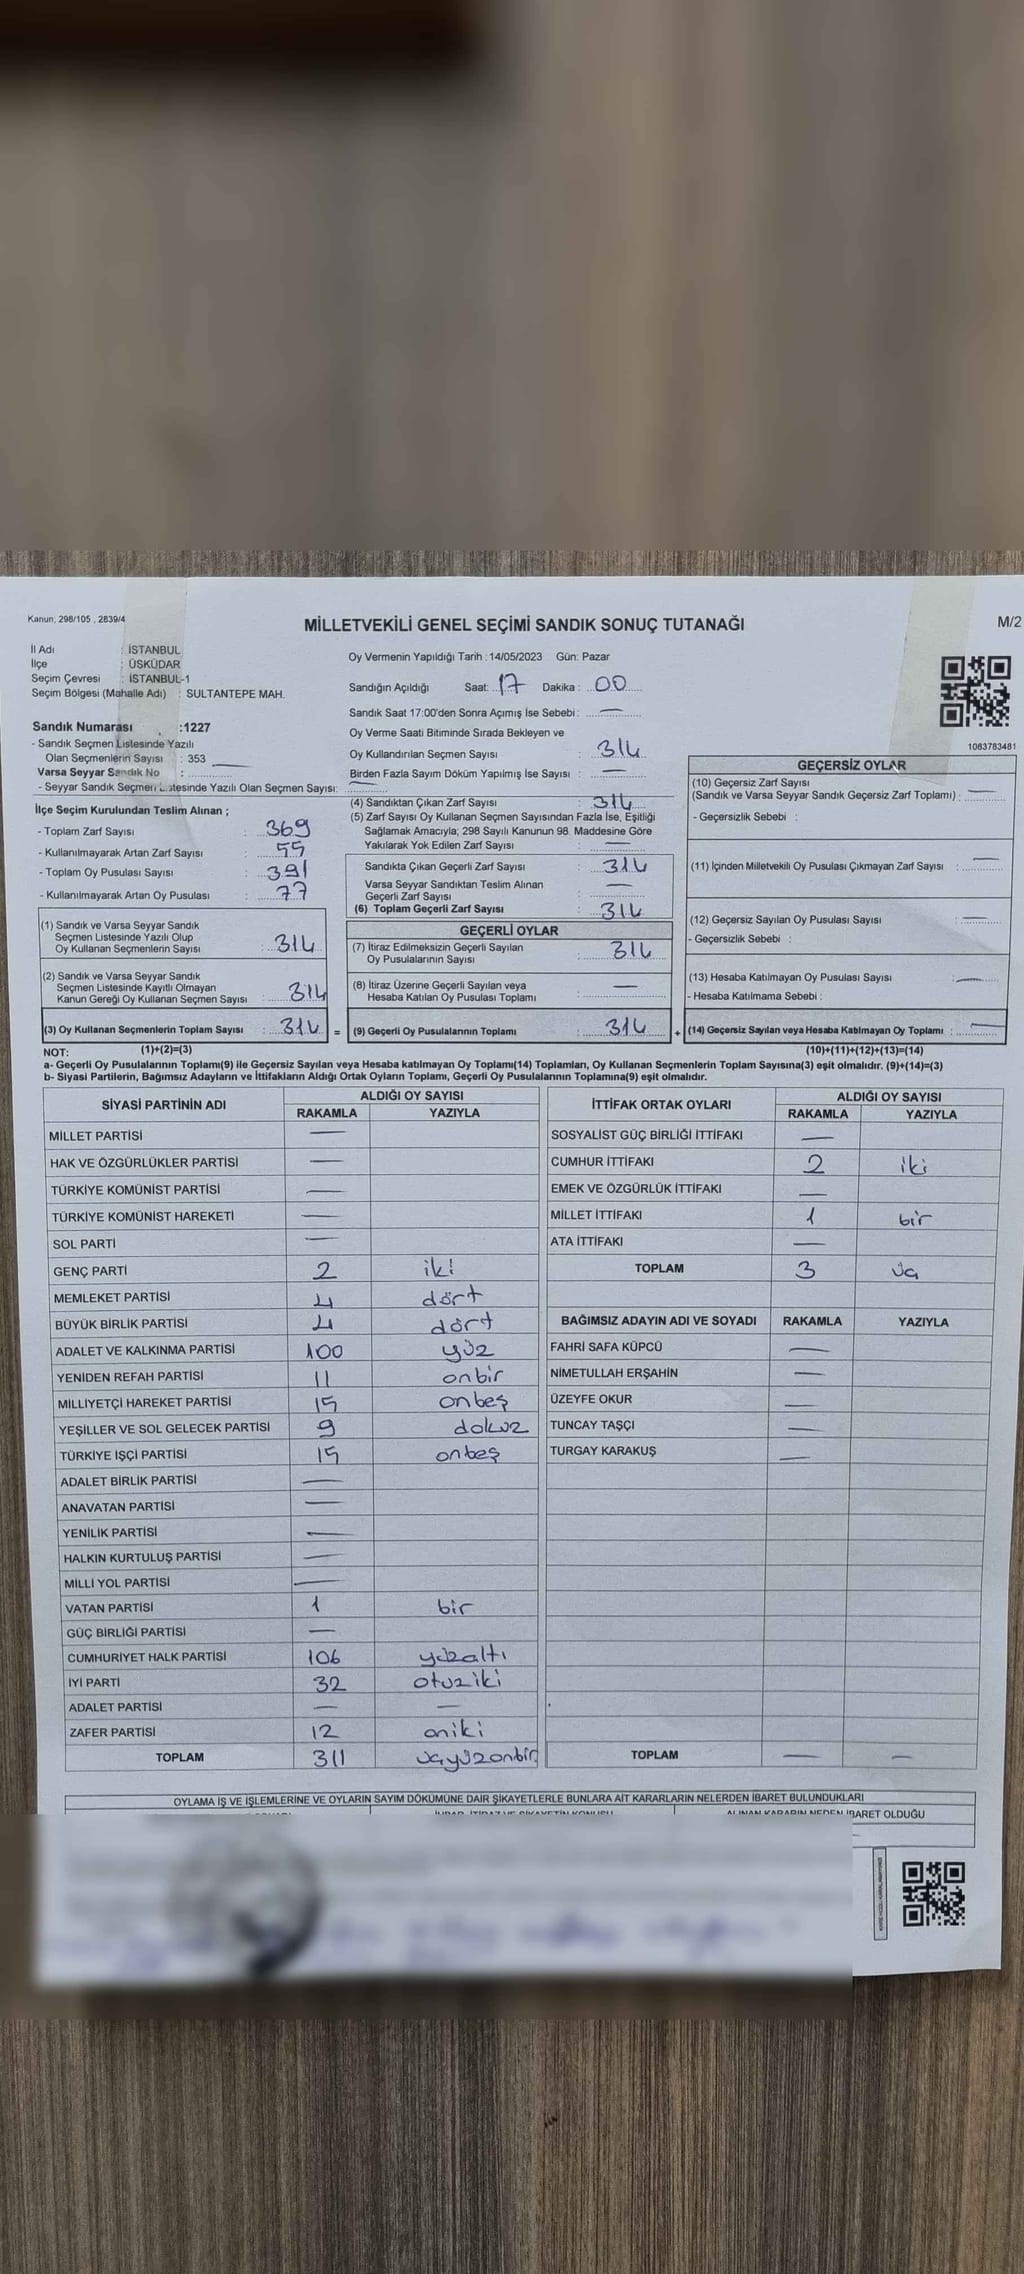 Kanun, 298/105 , 2839/4
MİLLETVEKİLİ GENEL SEÇİMİ SANDIK SONUÇ TUTANAĞI
M/2
İl Adı : İSTANBUL
İlçe : ÜSKÜDAR
Seçim Çevresi : İSTANBUL-1
Seçim Bölgesi (Mahalle Adı) : SULTANTEPE MAH.
Oy Vermenin Yapıldığı Tarih :14/05/2023 Gün: Pazar
Sandığın Açıldığı Saat: 17 Dakika : 00
Sandık Saat 17:00'den Sonra Açımış İse Sebebi : —
Oy Verme Saati Bitiminde Sırada Bekleyen ve
Oy Kullandırılan Seçmen Sayısı : 314
Birden Fazla Sayım Döküm Yapılmış İse Sayısı : —
1083783481
Sandık Numarası :1227
- Sandık Seçmen Listesinde Yazılı
Olan Seçmenlerin Sayısı : 353
Varsa Seyyar Sandık No :
- Seyyar Sandık Seçmen Listesinde Yazılı Olan Seçmen Sayısı:
İlçe Seçim Kurulundan Teslim Alınan ;
- Toplam Zarf Sayısı : 369
- Kullanılmayarak Artan Zarf Sayısı : 55
- Toplam Oy Pusulası Sayısı : 391
- Kullanılmayarak Artan Oy Pusulası : 77
(1) Sandık ve Varsa Seyyar Sandık
Seçmen Listesinde Yazılı Olup
Oy Kullanan Seçmenlerin Sayısı : 314
(2) Sandık ve Varsa Seyyar Sandık
Seçmen Listesinde Kayıtlı Olmayan
Kanun Gereği Oy Kullanan Seçmen Sayısı : 314
(3) Oy Kullanan Seçmenlerin Toplam Sayısı : 314 =
(1)+(2)=(3)
(4) Sandıktan Çıkan Zarf Sayısı : 314
(5) Zarf Sayısı Oy Kullanan Seçmen Sayısından Fazla İse, Eşitliği
Sağlamak Amacıyla; 298 Sayılı Kanunun 98. Maddesine Göre
Yakılarak Yok Edilen Zarf Sayısı : —
Sandıkta Çıkan Geçerli Zarf Sayısı : 314
Varsa Seyyar Sandıktan Teslim Alınan
Geçerli Zarf Sayısı : —
(6) Toplam Geçerli Zarf Sayısı : 314
GEÇERLİ OYLAR
(7) İtiraz Edilmeksizin Geçerli Sayılan
Oy Pusulalarının Sayısı : 314
(8) İtiraz Üzerine Geçerli Sayılan veya
Hesaba Katılan Oy Pusulası Toplamı : —
(9) Geçerli Oy Pusulalarının Toplamı : 314 +
GEÇERSİZ OYLAR
(10) Geçersiz Zarf Sayısı
(Sandık ve Varsa Seyyar Sandık Geçersiz Zarf Toplamı) : —
- Geçersizlik Sebebi :
(11) İçinden Milletvekili Oy Pusulası Çıkmayan Zarf Sayısı : —
(12) Geçersiz Sayılan Oy Pusulası Sayısı : —
- Geçersizlik Sebebi :
(13) Hesaba Katılmayan Oy Pusulası Sayısı : —
- Hesaba Katılmama Sebebi :
(14) Geçersiz Sayılan veya Hesaba Katılmayan Oy Toplamı : —
(10)+(11)+(12)+(13)=(14)
NOT:
a- Geçerli Oy Pusulalarının Toplamı(9) ile Geçersiz Sayılan veya Hesaba katılmayan Oy Toplamı(14) Toplamları, Oy Kullanan Seçmenlerin Toplam Sayısına(3) eşit olmalıdır. (9)+(14)=(3)
b- Siyasi Partilerin, Bağımsız Adayların ve İttifakların Aldığı Ortak Oyların Toplamı, Geçerli Oy Pusulalarının Toplamına(9) eşit olmalıdır.
SİYASİ PARTİNİN ADI ALDIĞI OY SAYISI
RAKAMLA YAZIYLA
MİLLET PARTİSİ —
HAK VE ÖZGÜRLÜKLER PARTİSİ —
TÜRKİYE KOMÜNİST PARTİSİ —
TÜRKİYE KOMÜNİST HAREKETİ —
SOL PARTİ —
GENÇ PARTİ 2 iki
MEMLEKET PARTİSİ 4 dört
BÜYÜK BİRLİK PARTİSİ 4 dört
ADALET VE KALKINMA PARTİSİ 100 yüz
YENİDEN REFAH PARTİSİ 11 onbir
MİLLİYETÇİ HAREKET PARTİSİ 15 onbeş
YEŞİLLER VE SOL GELECEK PARTİSİ 9 dokuz
TÜRKİYE İŞÇİ PARTİSİ 15 onbeş
ADALET BİRLİK PARTİSİ —
ANAVATAN PARTİSİ —
YENİLİK PARTİSİ —
HALKIN KURTULUŞ PARTİSİ —
MİLLİ YOL PARTİSİ —
VATAN PARTİSİ 1 bir
GÜÇ BİRLİĞİ PARTİSİ —
CUMHURİYET HALK PARTİSİ 106 yüzaltı
İYİ PARTİ 32 otuziki
ADALET PARTİSİ — —
ZAFER PARTİSİ 12 oniki
TOPLAM 311 üçyüzonbir
İTTİFAK ORTAK OYLARI ALDIĞI OY SAYISI
RAKAMLA YAZIYLA
SOSYALİST GÜÇ BİRLİĞİ İTTİFAKI —
CUMHUR İTTİFAKI 2 iki
EMEK VE ÖZGÜRLÜK İTTİFAKI —
MİLLET İTTİFAKI 1 bir
ATA İTTİFAKI —
TOPLAM 3 üç
BAĞIMSIZ ADAYIN ADI VE SOYADI RAKAMLA YAZIYLA
FAHRİ SAFA KÜPCÜ —
NİMETULLAH ERŞAHİN —
ÜZEYFE OKUR —
TUNCAY TAŞÇI —
TURGAY KARAKUŞ —
TOPLAM — —
OYLAMA İŞ VE İŞLEMLERİNE VE OYLARIN SAYIM DÖKÜMÜNE DAİR ŞİKAYETLERLE BUNLARA AİT KARARLARIN NELERDEN İBARET BULUNDUKLARI
ALINAN KARARIN NEDEN İBARET OLDUĞU